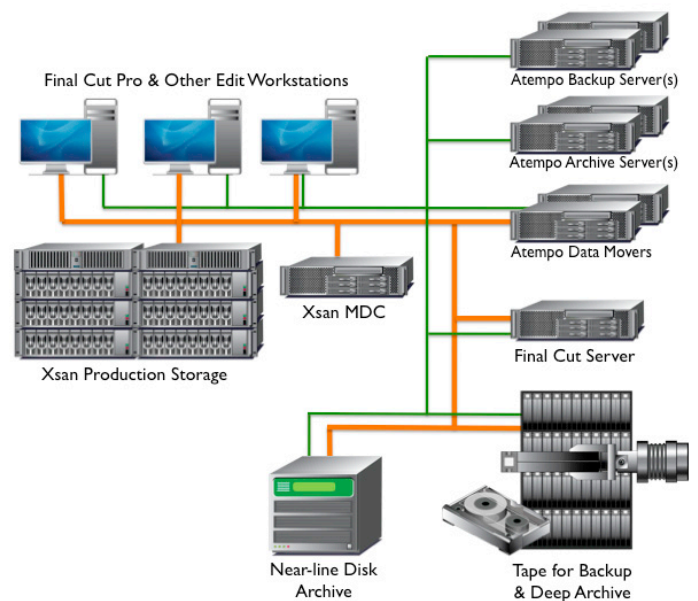 Final Cut Pro & Other Edit Workstations
Atempo Backup Server(s)
Atempo Archive Server(s)
Atempo Data Movers
Xsan MDC
Xsan Production Storage
Final Cut Server
Near-line Disk
Archive
Tape for Backup
& Deep Archive